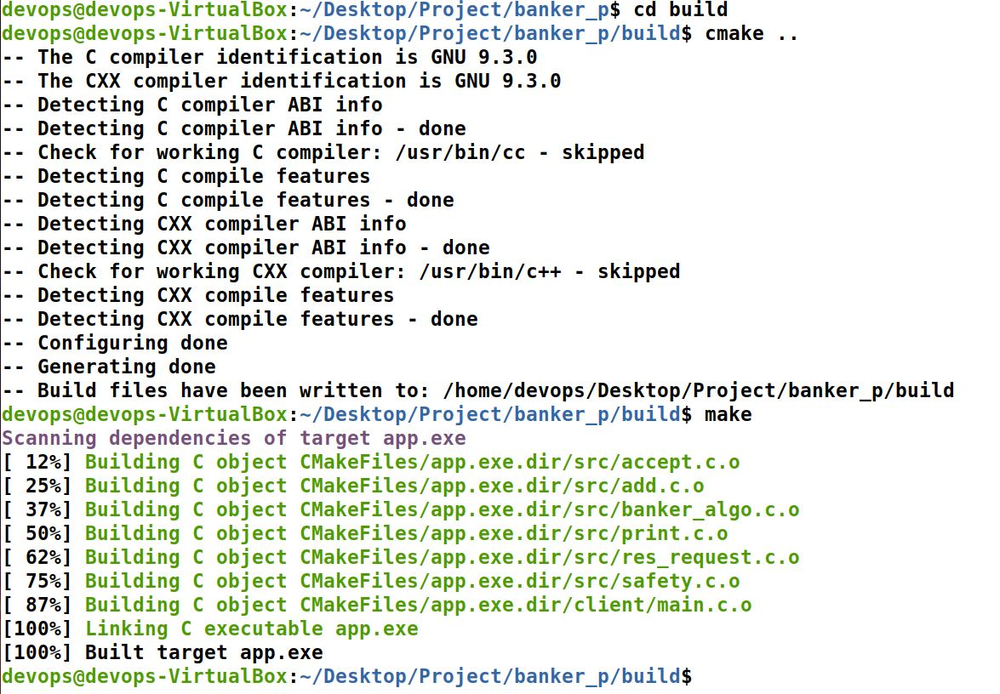 devops@devops-VirtualBox:~/Desktop/Project/banker_p$ cd build
devops@devops-VirtualBox:~/Desktop/Project/banker_p/build$ cmake ..
-- The C compiler identification is GNU 9.3.0
-- The CXX compiler identification is GNU 9.3.0
-- Detecting C compiler ABI info
-- Detecting C compiler ABI info - done
-- Check for working C compiler: /usr/bin/cc - skipped
-- Detecting C compile features
-- Detecting C compile features - done
-- Detecting CXX compiler ABI info
-- Detecting CXX compiler ABI info - done
-- Check for working CXX compiler: /usr/bin/c++ - skipped
-- Detecting CXX compile features
-- Detecting CXX compile features - done
-- Configuring done
-- Generating done
-- Build files have been written to: /home/devops/Desktop/Project/banker_p/build
devops@devops-VirtualBox:~/Desktop/Project/banker_p/build$ make
Scanning dependencies of target app.exe
[ 12%] Building C object CMakeFiles/app.exe.dir/src/accept.c.o
[ 25%] Building C object CMakeFiles/app.exe.dir/src/add.c.o
[ 37%] Building C object CMakeFiles/app.exe.dir/src/banker_algo.c.o
[ 50%] Building C object CMakeFiles/app.exe.dir/src/print.c.o
[ 62%] Building C object CMakeFiles/app.exe.dir/src/res_request.c.o
[ 75%] Building C object CMakeFiles/app.exe.dir/src/safety.c.o
[ 87%] Building C object CMakeFiles/app.exe.dir/client/main.c.o
[100%] Linking C executable app.exe
[100%] Built target app.exe
devops@devops-VirtualBox:~/Desktop/Project/banker_p/build$